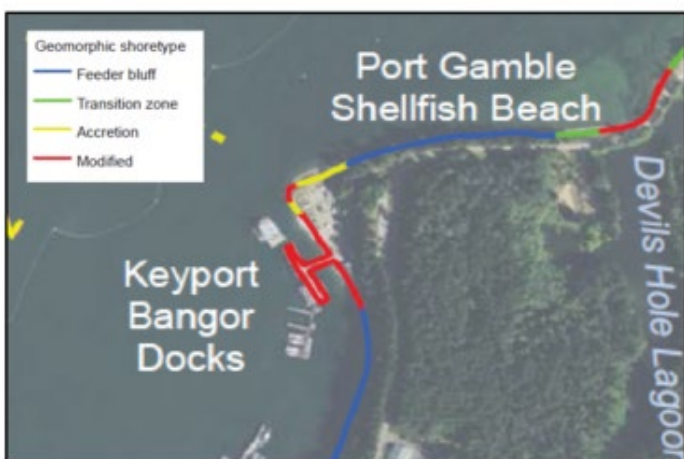 Geomorphic shoretype
Feeder bluff
Transition zone
Accretion
Modified
Port Gamble
Shellfish Beach
Keyport
Bangor
Docks
Devils Hole Lagoon